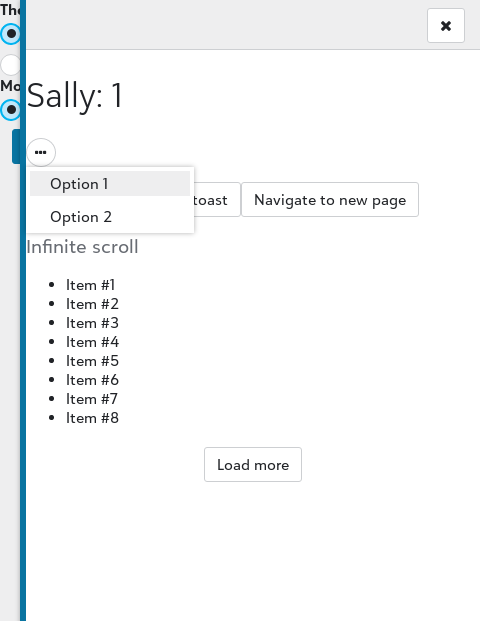 The
Mo
✖
Sally: 1
•••
Option 1
Option 2
toast
Navigate to new page
Infinite scroll
Item #1
Item #2
Item #3
Item #4
Item #5
Item #6
Item #7
Item #8
Load more